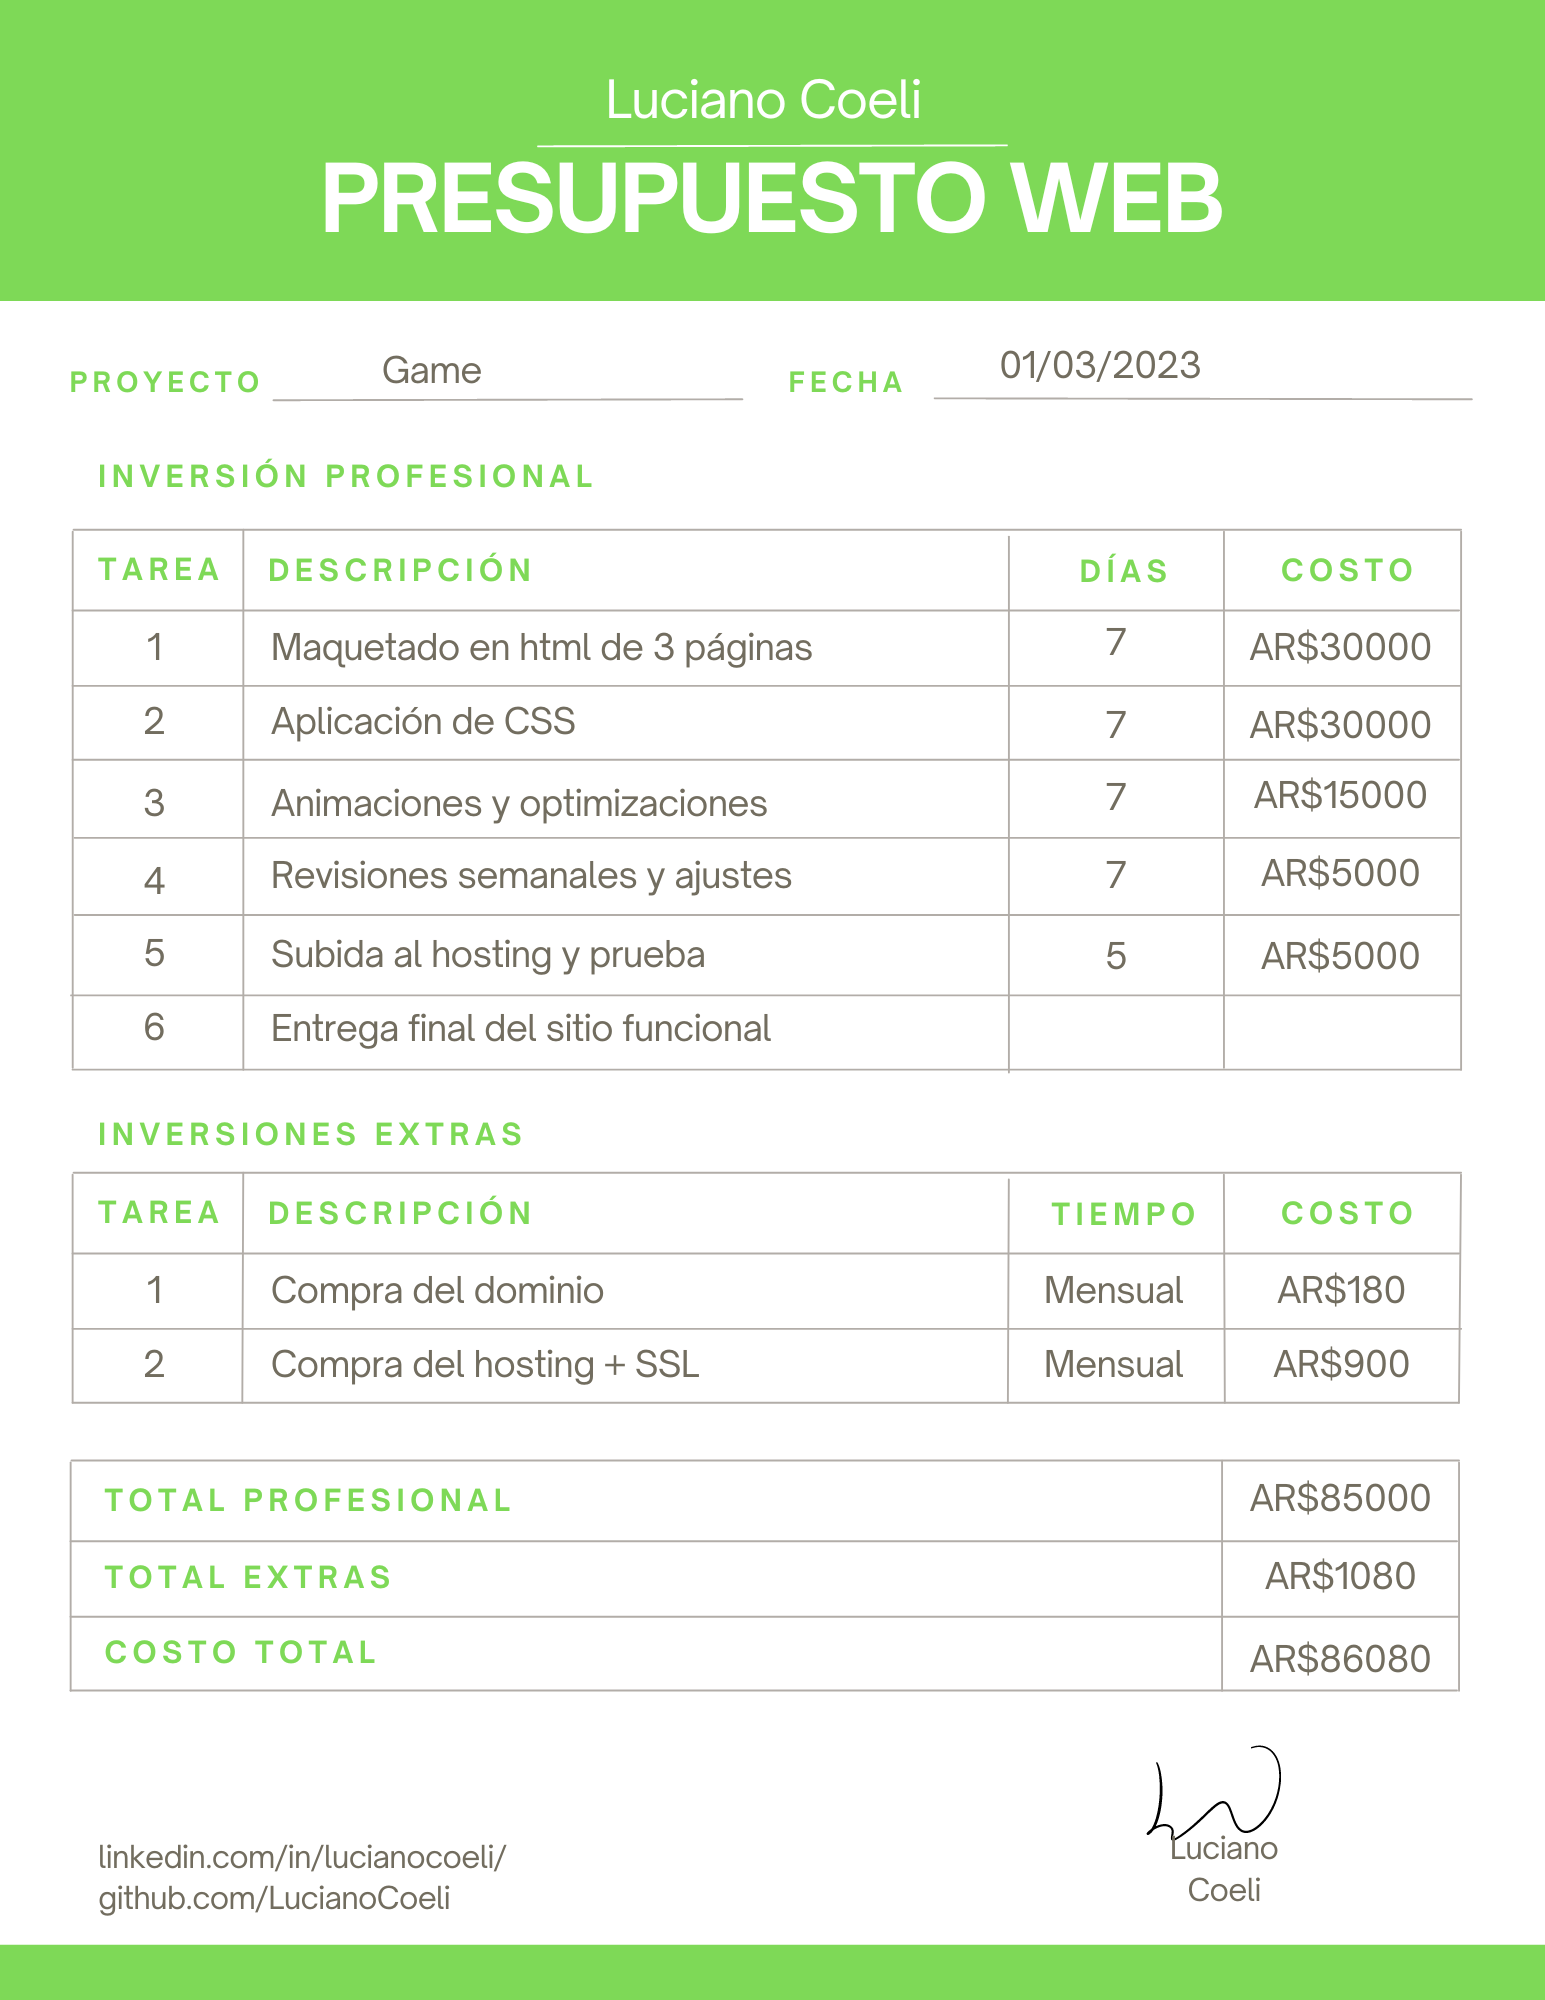 Luciano Coeli
PRESUPUESTO WEB
PROYECTO Game FECHA 01/03/2023
INVERSIÓN PROFESIONAL
TAREA DESCRIPCIÓN DÍAS COSTO
1 Maquetado en html de 3 páginas 7 AR$30000
2 Aplicación de CSS 7 AR$30000
3 Animaciones y optimizaciones 7 AR$15000
4 Revisiones semanales y ajustes 7 AR$5000
5 Subida al hosting y prueba 5 AR$5000
6 Entrega final del sitio funcional
INVERSIONES EXTRAS
TAREA DESCRIPCIÓN TIEMPO COSTO
1 Compra del dominio Mensual AR$180
2 Compra del hosting + SSL Mensual AR$900
TOTAL PROFESIONAL AR$85000
TOTAL EXTRAS AR$1080
COSTO TOTAL AR$86080
linkedin.com/in/lucianocoeli/
github.com/LucianoCoeli
Luciano
Coeli